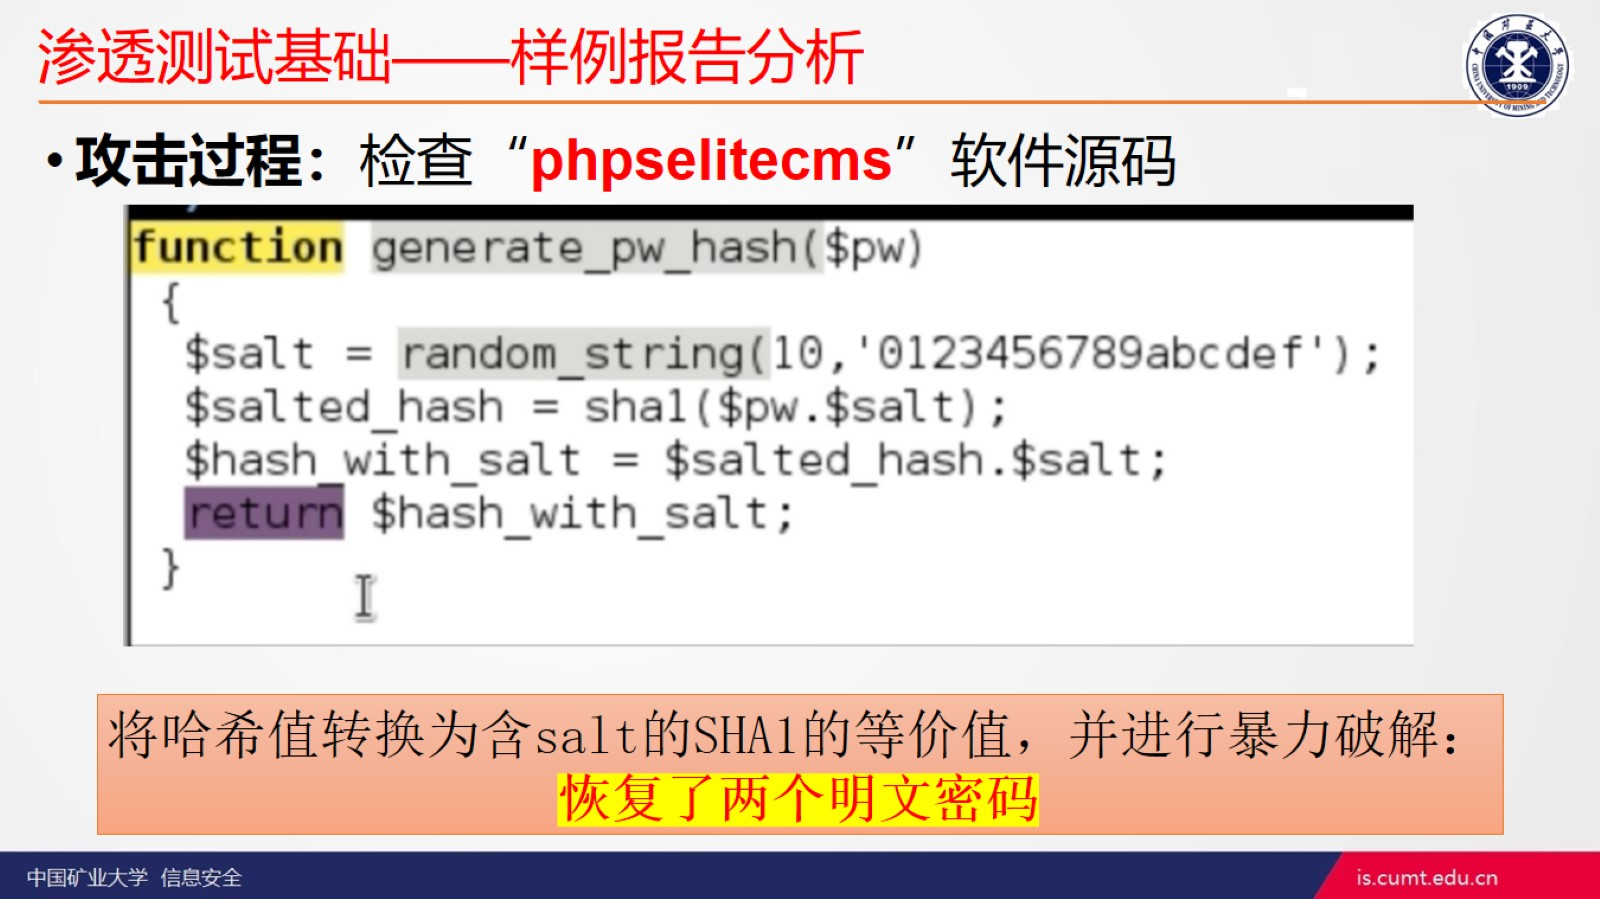 渗透测试基础——样例报告分析
• 攻击过程：检查“phpselitecms”软件源码
function generate_pw_hash($pw)
{
$salt = random_string(10,'0123456789abcdef');
$salted_hash = sha1($pw.$salt);
$hash_with_salt = $salted_hash.$salt;
return $hash_with_salt;
}
将哈希值转换为含salt的SHA1的等价值，并进行暴力破解：
恢复了两个明文密码
中国矿业大学 信息安全
is.cumt.edu.cn
1909